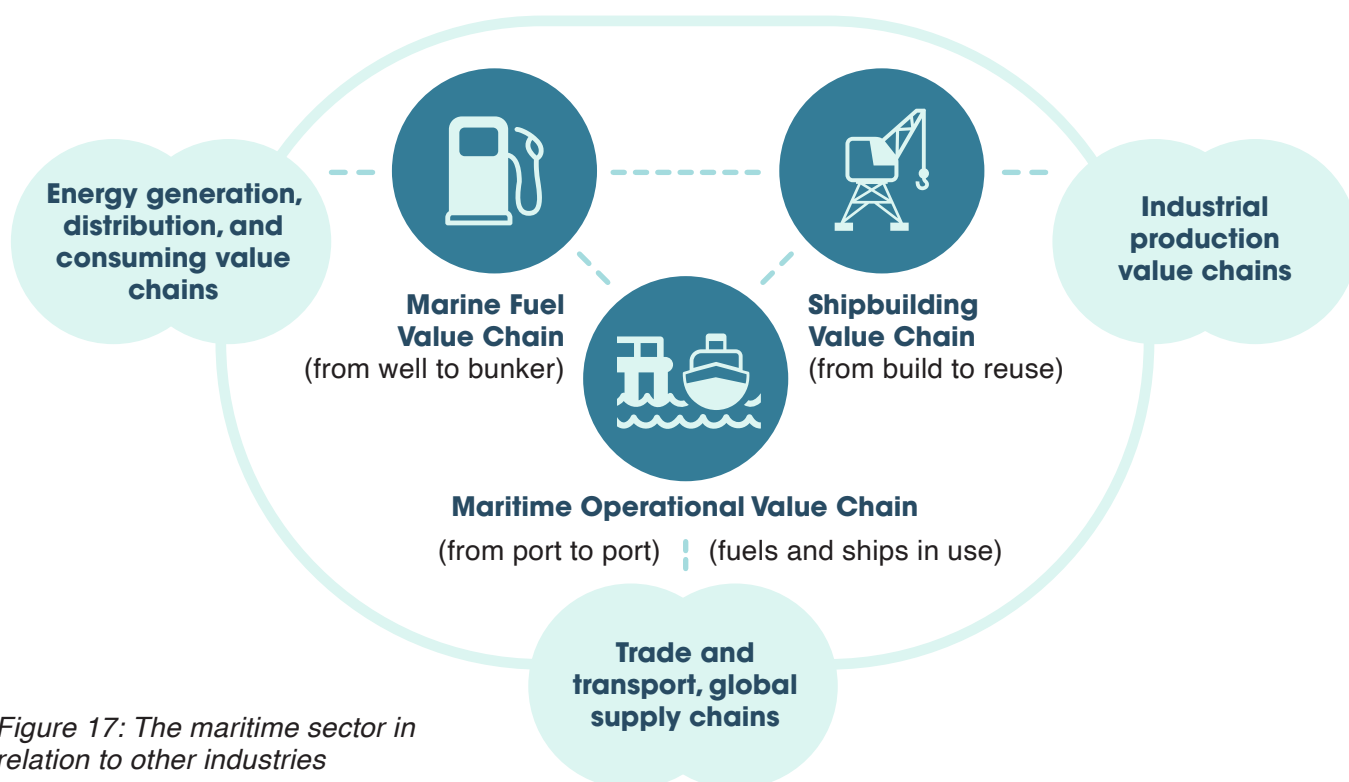 Energy generation,
distribution, and
consuming value
chains
Industrial
production
value chains
Marine Fuel
Value Chain
(from well to bunker)
Shipbuilding
Value Chain
(from build to reuse)
Maritime Operational Value Chain
(from port to port)
(fuels and ships in use)
Trade and
transport, global
supply chains
Figure 17: The maritime sector in
relation to other industries